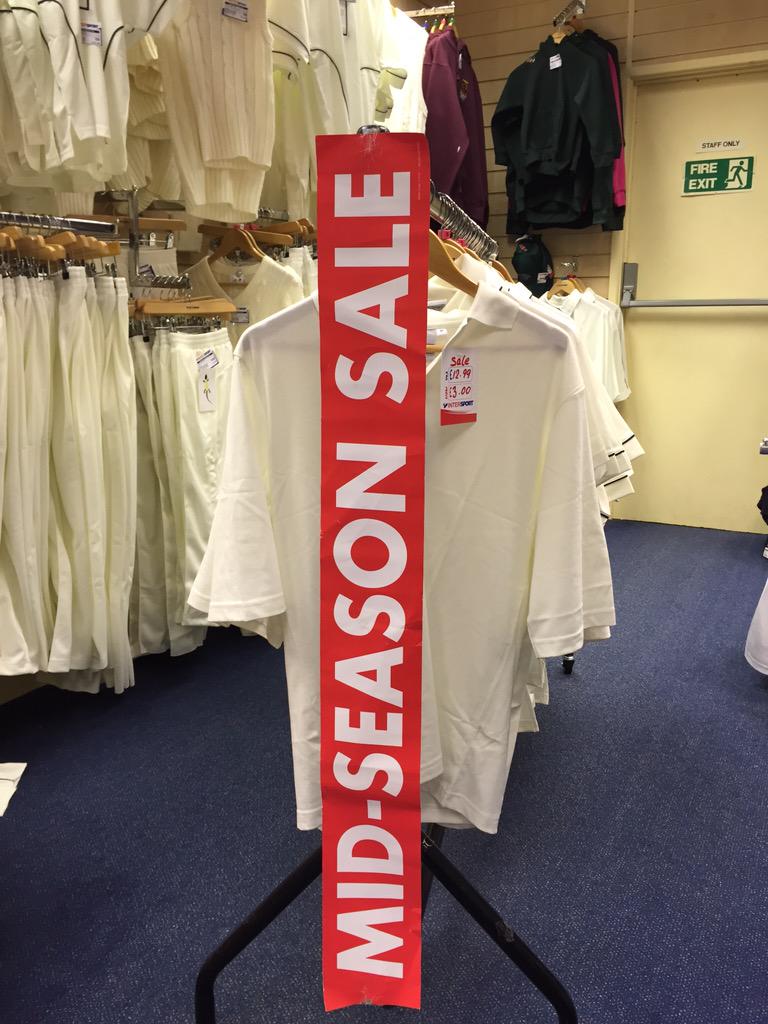 MID-SEASON SALE
Sale
£12.99
£3.00
INTERSPORT
STAFF ONLY
FIRE
EXIT